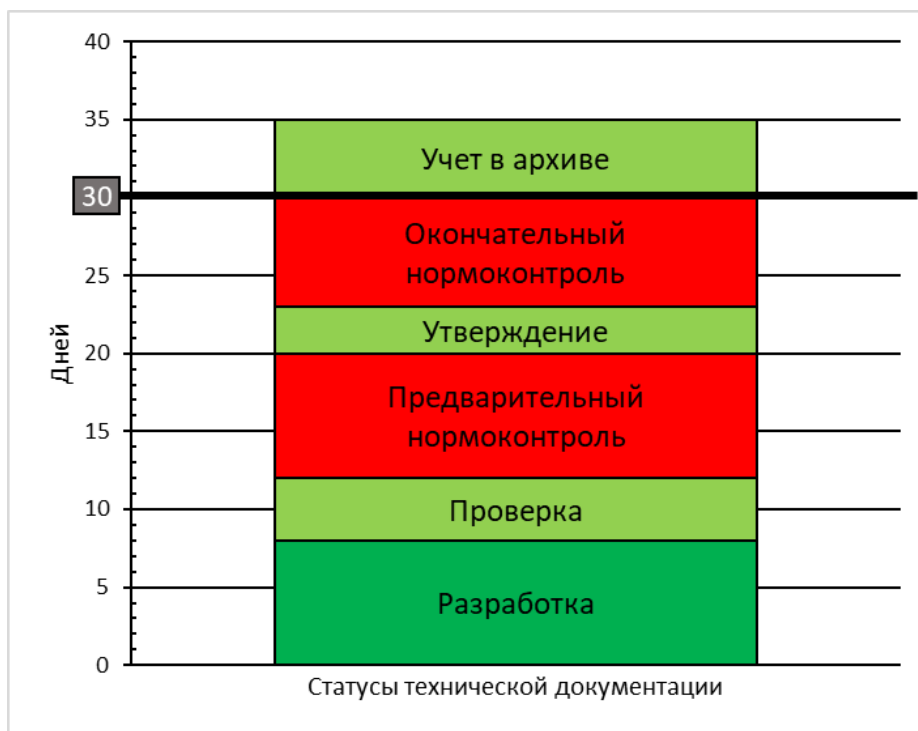 40
35
Учет в архиве
30
Окончательный
нормоконтроль
25
Утверждение
20
Предварительный
нормоконтроль
15
Проверка
10
5
Разработка
0
Дней
Статусы технической документации